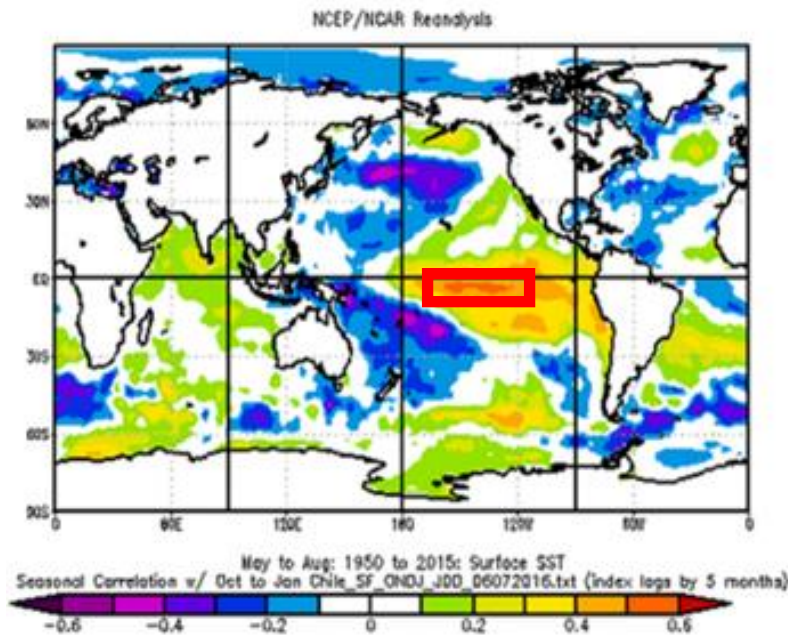 NCEP/NCAR Reanalysis
60N
30N
EQ
30S
60S
90S
0
60E
120E
180
120W
60W
0
May to Aug: 1950 to 2015: Surface SST
Seasonal Correlation w/ Oct to Jan Chile_SF_ONDJ_JDD_06072016.txt (index lags by 5 months)
-0.6
-0.4
-0.2
0
0.2
0.4
0.6